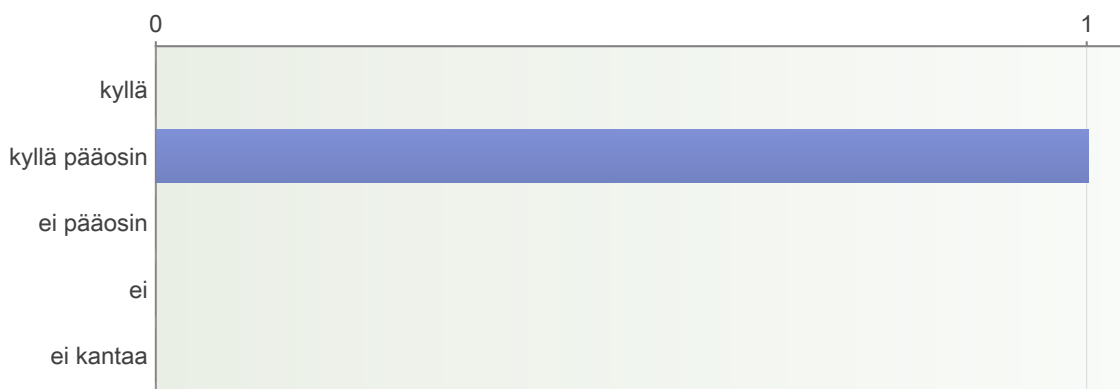 0 1
kyllä
kyllä pääosin
ei pääosin
ei
ei kantaa